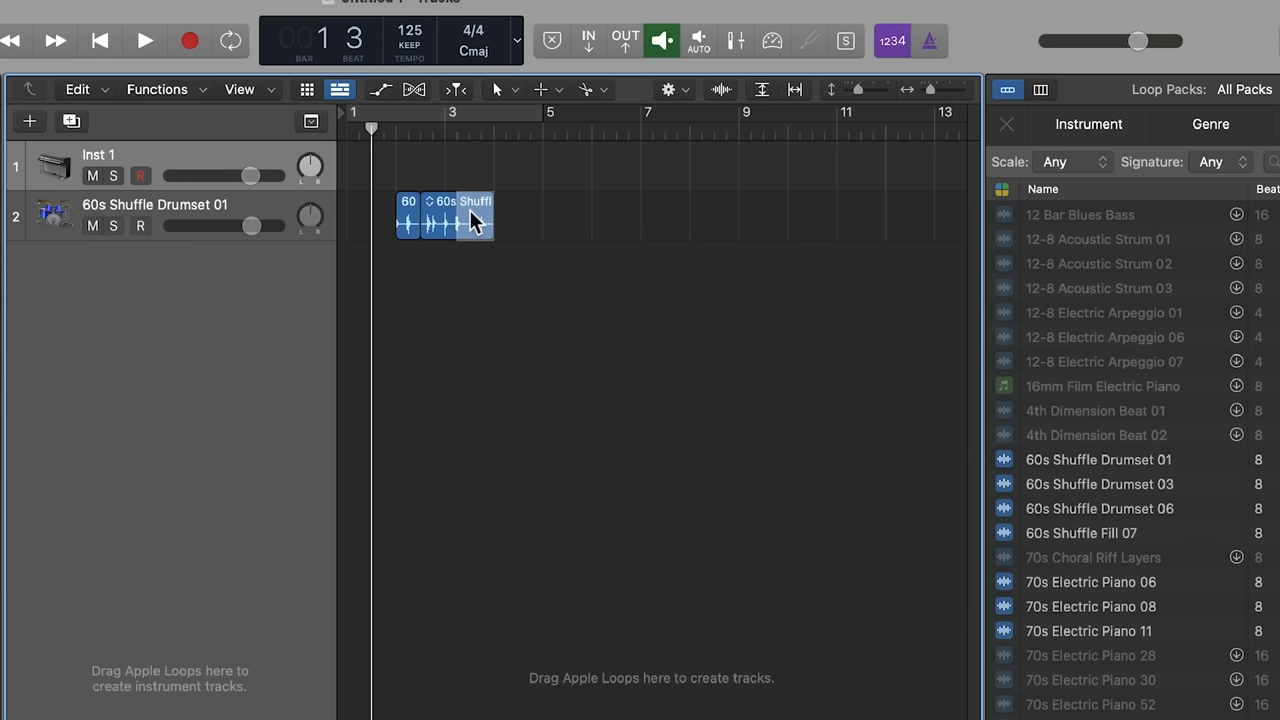 1 3
BAR BEAT
125
KEEP
TEMPO
4/4
Cmaj
IN
OUT
AUTO
S
1234
Edit
Functions
View
Loop Packs: All Packs
1 3 5 7 9 11 13
Instrument
Genre
Scale: Any
Signature: Any
Name
Beat
1
Inst 1
M S R
L R
2
60s Shuffle Drumset 01
M S R
L R
60
60s Shuffl
12 Bar Blues Bass 16
12-8 Acoustic Strum 01 8
12-8 Acoustic Strum 02 8
12-8 Acoustic Strum 03 8
12-8 Electric Arpeggio 01 4
12-8 Electric Arpeggio 06 4
12-8 Electric Arpeggio 07 4
16mm Film Electric Piano 8
4th Dimension Beat 01 8
4th Dimension Beat 02 8
60s Shuffle Drumset 01 8
60s Shuffle Drumset 03 8
60s Shuffle Drumset 06 8
60s Shuffle Fill 07 8
70s Choral Riff Layers 8
70s Electric Piano 06 8
70s Electric Piano 08 8
70s Electric Piano 11 8
70s Electric Piano 28 16
70s Electric Piano 30 16
70s Electric Piano 52 16
Drag Apple Loops here to
create instrument tracks.
Drag Apple Loops here to create tracks.